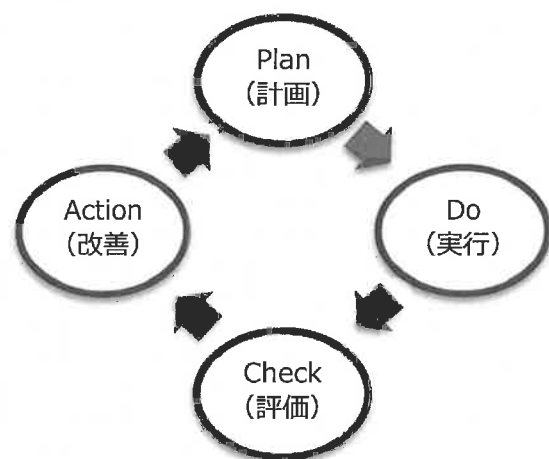 Plan
（計画）
Do
（実行）
Check
（評価）
Action
（改善）